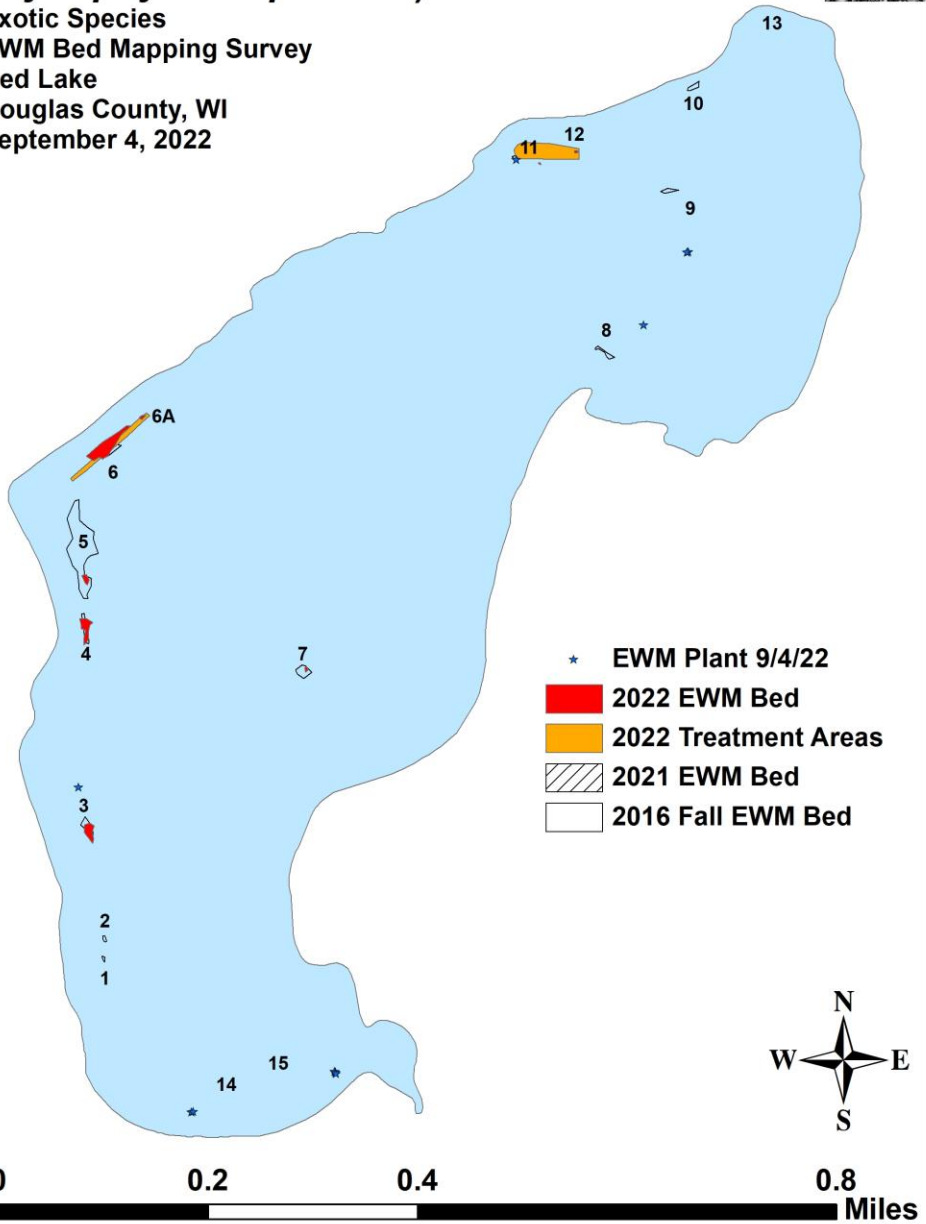 xotic Species
WM Bed Mapping Survey
ed Lake
ouglas County, WI
eptember 4, 2022
13
10
12
11
9
8
6A
6
5
4
7
3
2
1
15
14
EWM Plant 9/4/22
2022 EWM Bed
2022 Treatment Areas
2021 EWM Bed
2016 Fall EWM Bed
N
W E
S
0 0.2 0.4 0.8
Miles